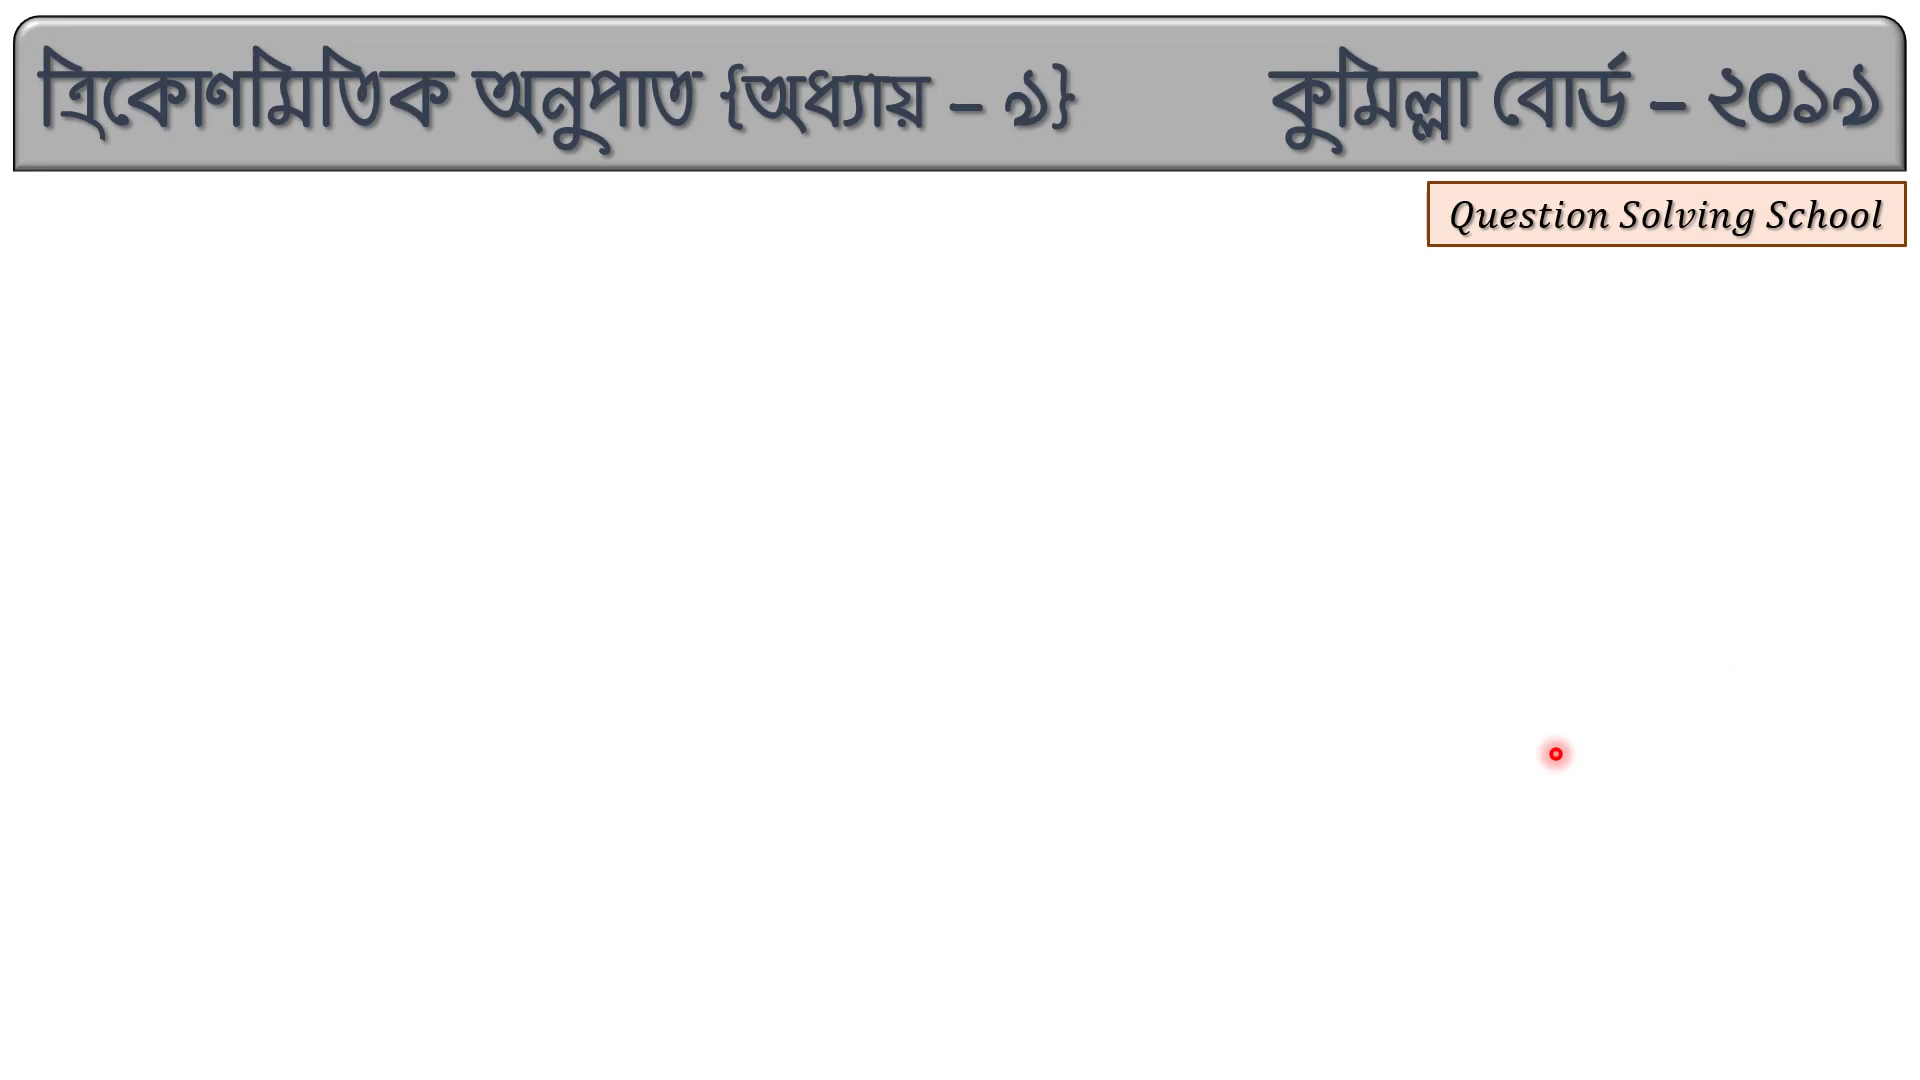 ত্রিকোণমিতিক অনুপাত {অধ্যায় – ৯} কুমিল্লা বোর্ড – ২০১৯
Question Solving School